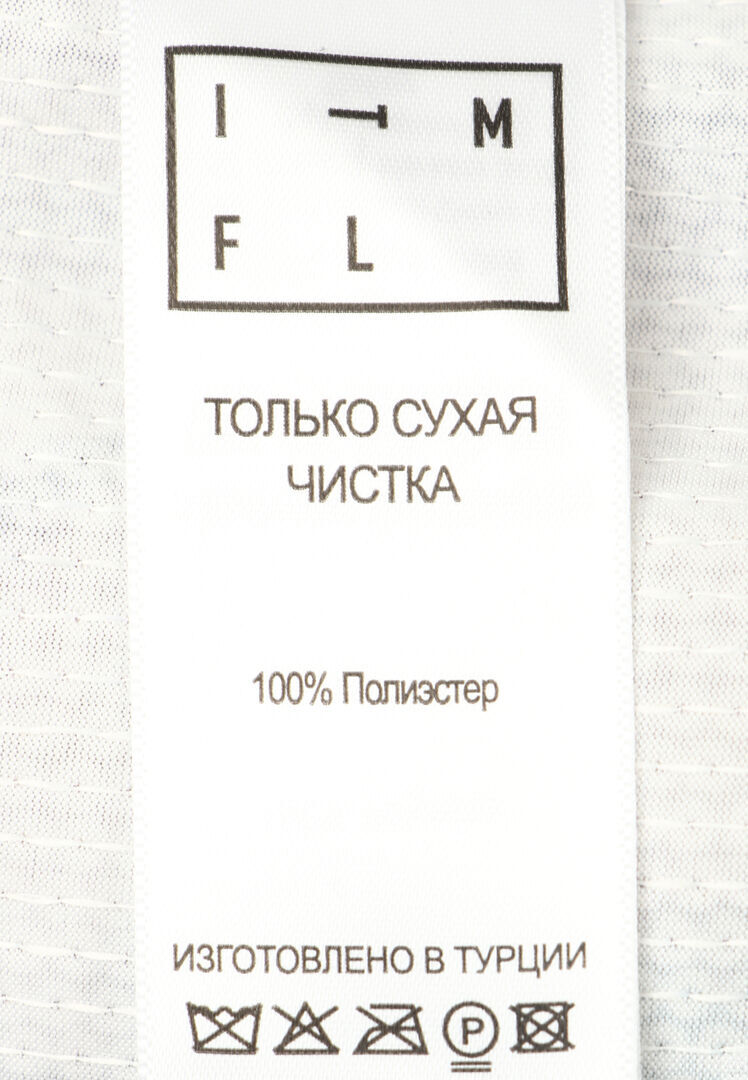 I T M
F L
ТОЛЬКО СУХАЯ
ЧИСТКА
100% Полиэстер
ИЗГОТОВЛЕНО В ТУРЦИИ
P